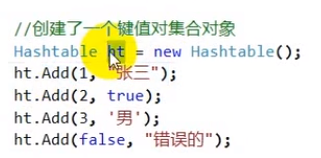 //创建了一个键值对集合对象
Hashtable ht = new Hashtable();
ht.Add(1, "张三");
ht.Add(2, true);
ht.Add(3, '男');
ht.Add(false, "错误的");